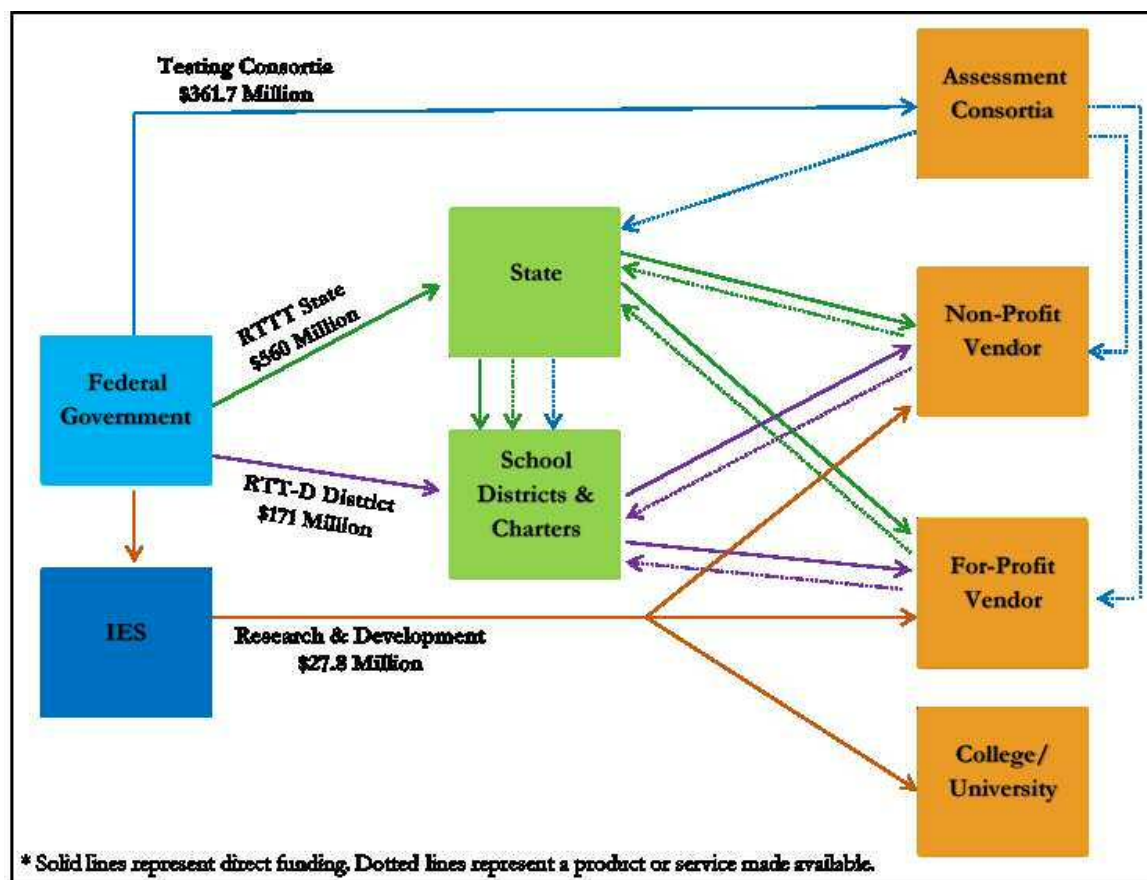 Testing Consortia
$361.7 Million
Assessment
Consortia
State
RTTT State
$560 Million
Non-Profit
Vendor
Federal
Government
School
Districts &
Charters
RTT-D District
$171 Million
For-Profit
Vendor
IES
Research & Development
$27.8 Million
College/
University
* Solid lines represent direct funding. Dotted lines represent a product or service made available.